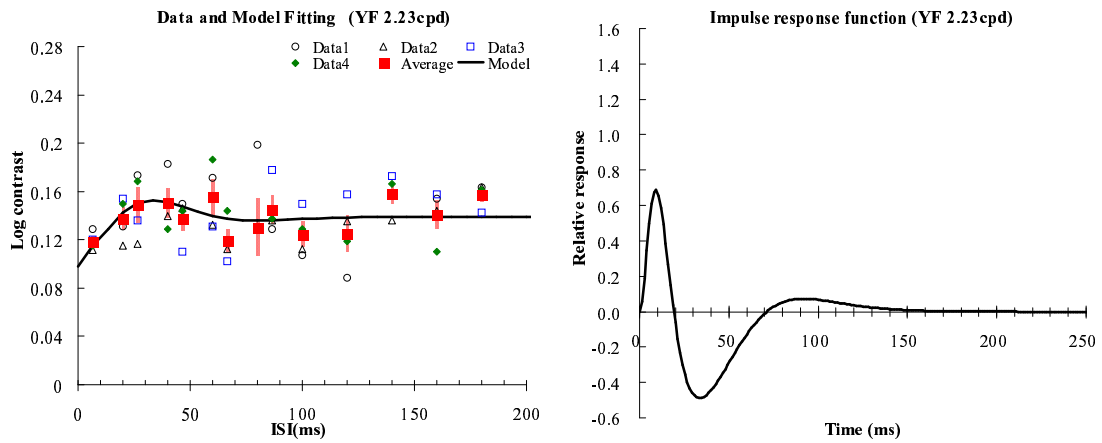 Data and Model Fitting (YF 2.23cpd)
0.28
0.24
0.2
0.16
0.12
0.08
0.04
0
Data1 Data2 Data3
Data4 Average Model
Log contrast
0 50 100 150 200
ISI(ms)
Impulse response function (YF 2.23cpd)
1.6
1.4
1.2
1.0
0.8
0.6
0.4
0.2
0.0
-0.2
-0.4
-0.6
Relative response
0 50 100 150 200 250
Time (ms)